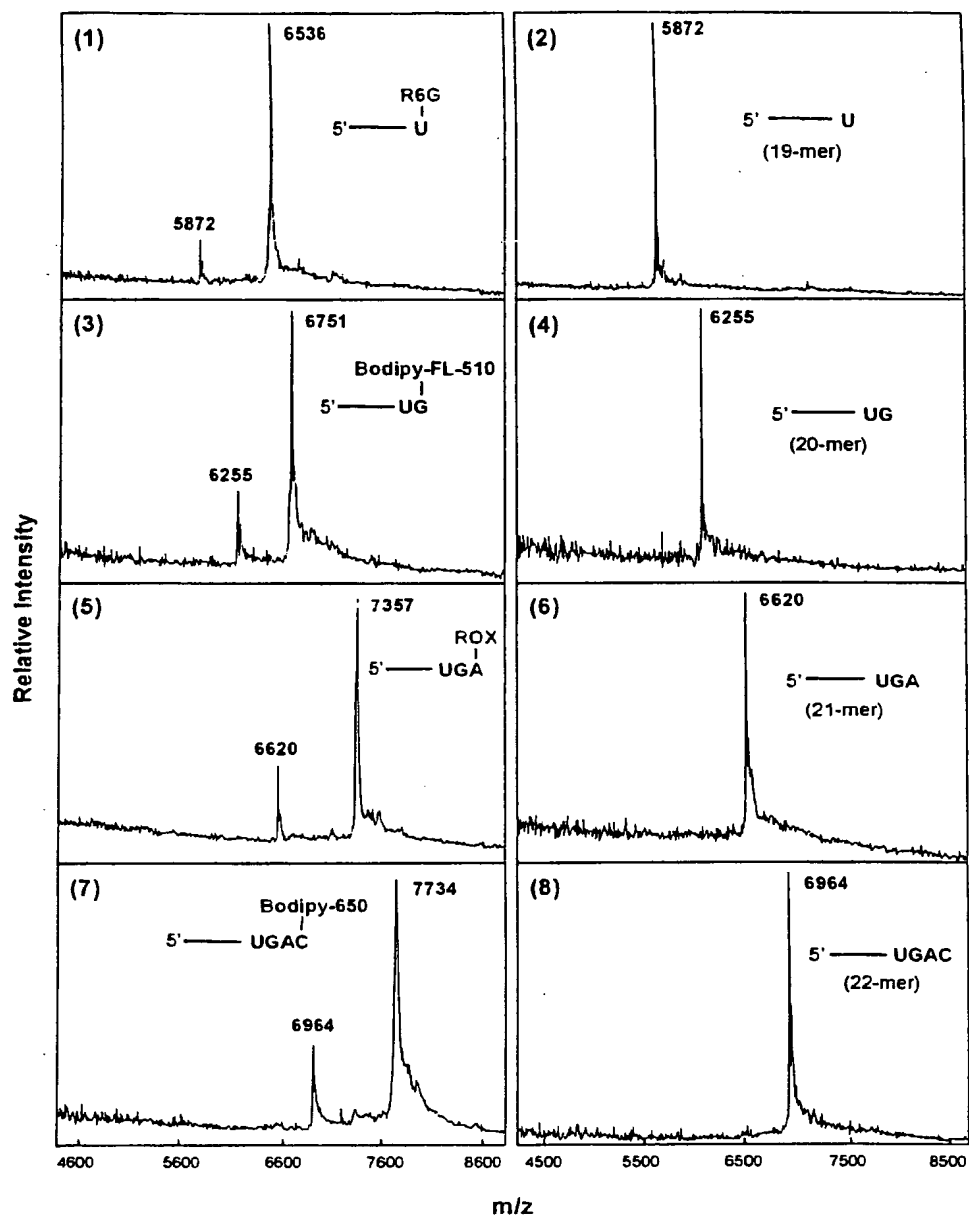 (1)
6536
R6G
5' U
5872
(2)
5872
5' U
(19-mer)
(3)
6751
Bodipy-FL-510
5' UG
6255
(4)
6255
5' UG
(20-mer)
(5)
7357
ROX
5' UGA
6620
(6)
6620
5' UGA
(21-mer)
(7)
7734
Bodipy-650
5' UGAC
6964
(8)
6964
5' UGAC
(22-mer)
Relative Intensity
4600 5600 6600 7600 8600
4500 5500 6500 7500 8500
m/z